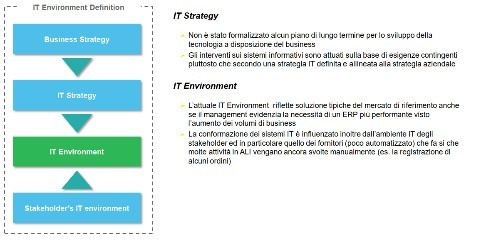 IT Environment Definition
Business Strategy
IT Strategy
IT Environment
Stakeholder's IT environment
IT Strategy
Non è stato formalizzato alcun piano di lungo termine per lo sviluppo della
tecnologia a disposizione del business
Gli interventi sui sistemi informativi sono attuati sulla base di esigenze contingenti
piuttosto che secondo una strategia IT definita e allineata alla strategia aziendale
IT Environment
L'attuale IT Environment riflette soluzione tipiche del mercato di riferimento anche
se il management evidenzia la necessità di un ERP più performante visto
l'aumento dei volumi di business
La conformazione dei sistemi IT è influenzato inoltre dall'ambiente IT degli
stakeholder ed in particolare quello dei fornitori (poco automatizzato) che fa si che
molte attività in ALI vengano ancora svolte manualmente (es. la registrazione di
alcuni ordini)